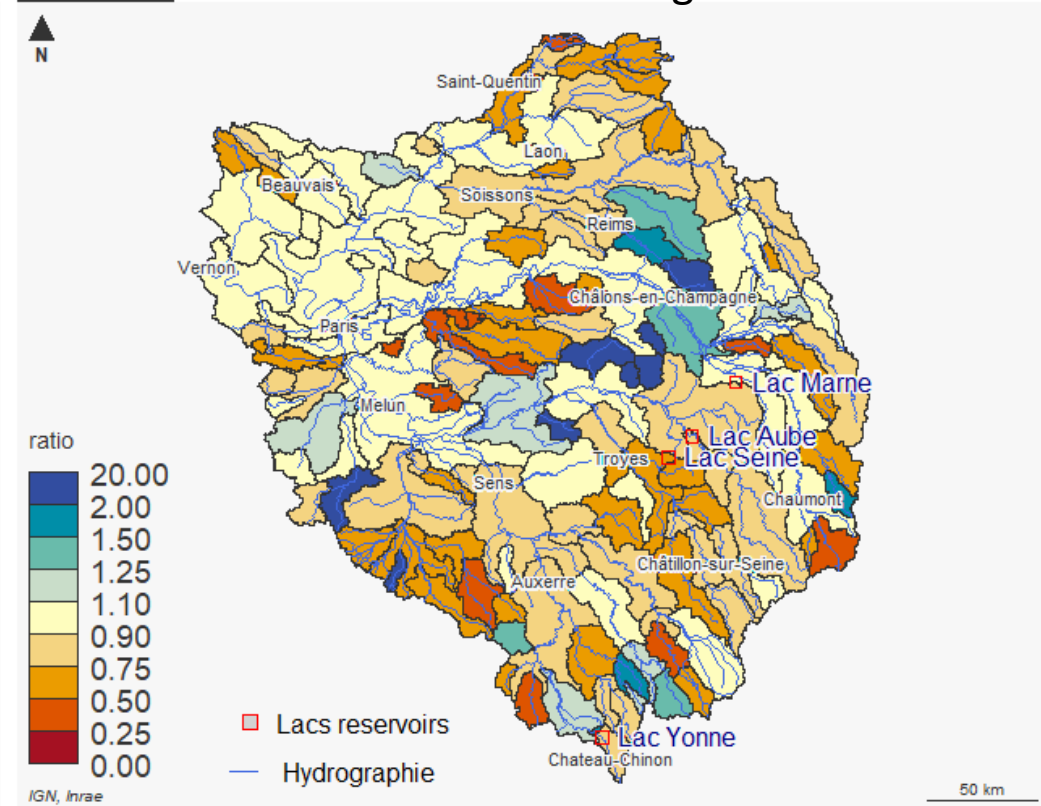 N
Saint-Quentin
Laon
Beauvais
Soissons
Reims
Vernon
Châlons-en-Champagne
Paris
Lac Marne
Melun
Lac Aube
Troyes
Lac Seine
Sens
Chaumont
Châtillon-sur-Seine
Auxerre
Lac Yonne
Chateau-Chinon
ratio
20.00
2.00
1.50
1.25
1.10
0.90
0.75
0.50
0.25
0.00
Lacs reservoirs
Hydrographie
IGN, Inrae
50 km